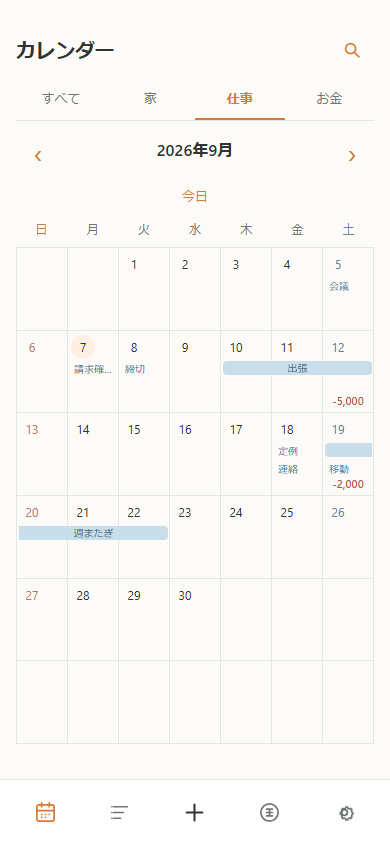 カレンダー
すべて 家 仕事 お金
‹ 2026年9月 ›
今日
日 月 火 水 木 金 土
1 2 3 4 5
会議
6 7 8 9 10 11 12
請求確... 締切 出張
-5,000
13 14 15 16 17 18 19
定例
連絡 移動
-2,000
20 21 22 23 24 25 26
週またぎ
27 28 29 30